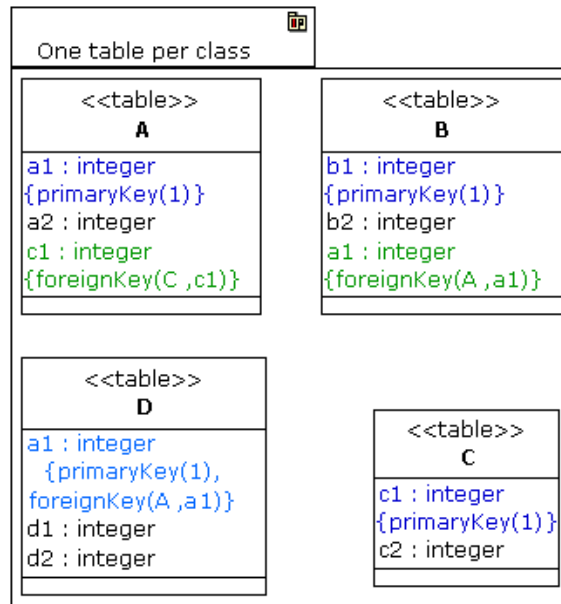 One table per class
<<table>>
A
a1 : integer
{primaryKey(1)}
a2 : integer
c1 : integer
{foreignKey(C ,c1)}
<<table>>
B
b1 : integer
{primaryKey(1)}
b2 : integer
a1 : integer
{foreignKey(A ,a1)}
<<table>>
D
a1 : integer
{primaryKey(1),
foreignKey(A ,a1)}
d1 : integer
d2 : integer
<<table>>
C
c1 : integer
{primaryKey(1)}
c2 : integer